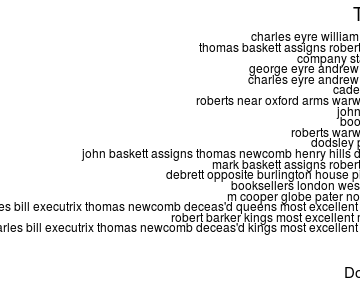 T
charles eyre william
thomas baskett assigns robert
company sta
george eyre andrew
charles eyre andrew
cade
roberts near oxford arms warw
john
boo
roberts warw
dodsley p
john baskett assigns thomas newcomb henry hills d
mark baskett assigns robert
debrett opposite burlington house pi
booksellers london wes
m cooper globe pater no
es bill executrix thomas newcomb deceas'd queens most excellent
robert barker kings most excellent m
arles bill executrix thomas newcomb deceas'd kings most excellent
Do